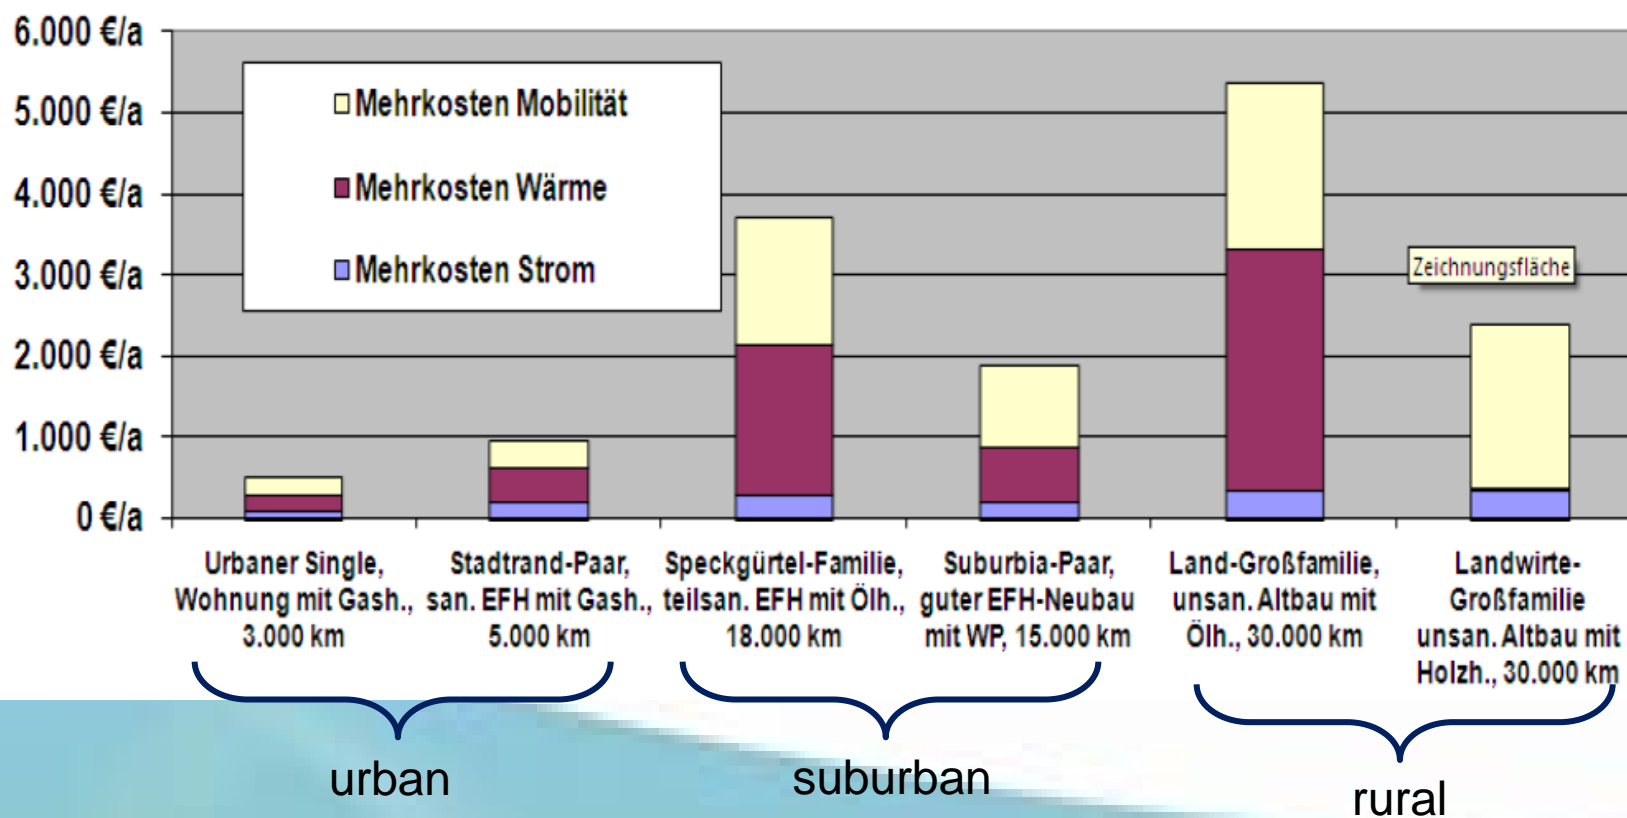 6.000 €/a
5.000 €/a
4.000 €/a
3.000 €/a
2.000 €/a
1.000 €/a
0 €/a
Mehrkosten Mobilität
Mehrkosten Wärme
Mehrkosten Strom
Zeichnungsfläche
Urbaner Single,
Wohnung mit Gash.,
3.000 km
Stadtrand-Paar,
san. EFH mit Gash.,
5.000 km
Speckgürtel-Familie,
teilsan. EFH mit Ölh.,
18.000 km
Suburbia-Paar,
guter EFH-Neubau
mit WP, 15.000 km
Land-Großfamilie,
unsan. Altbau mit
Ölh., 30.000 km
Landwirte-
Großfamilie
unsan. Altbau mit
Holzh., 30.000 km
urban
suburban
rural